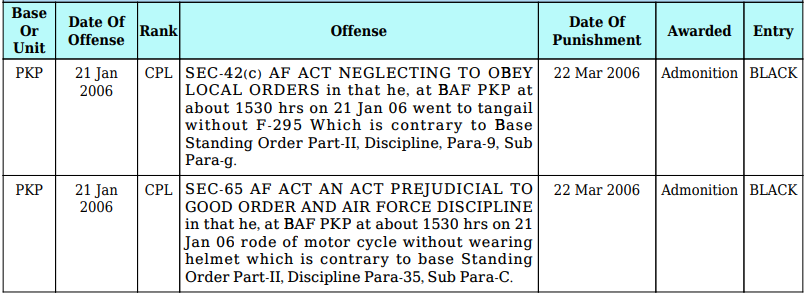 Base
Or
Unit
Date Of
Offense
Rank
Offense
Date Of
Punishment
Awarded
Entry
PKP
21 Jan
2006
CPL
SEC-42(c) AF ACT NEGLECTING TO OBEY
LOCAL ORDERS in that he, at BAF PKP at
about 1530 hrs on 21 Jan 06 went to tangail
without F-295 Which is contrary to Base
Standing Order Part-II, Discipline, Para-9, Sub
Para-g.
22 Mar 2006
Admonition
BLACK
PKP
21 Jan
2006
CPL
SEC-65 AF ACT AN ACT PREJUDICIAL TO
GOOD ORDER AND AIR FORCE DISCIPLINE
in that he, at BAF PKP at about 1530 hrs on 21
Jan 06 rode of motor cycle without wearing
helmet which is contrary to base Standing
Order Part-II, Discipline Para-35, Sub Para-C.
22 Mar 2006
Admonition
BLACK